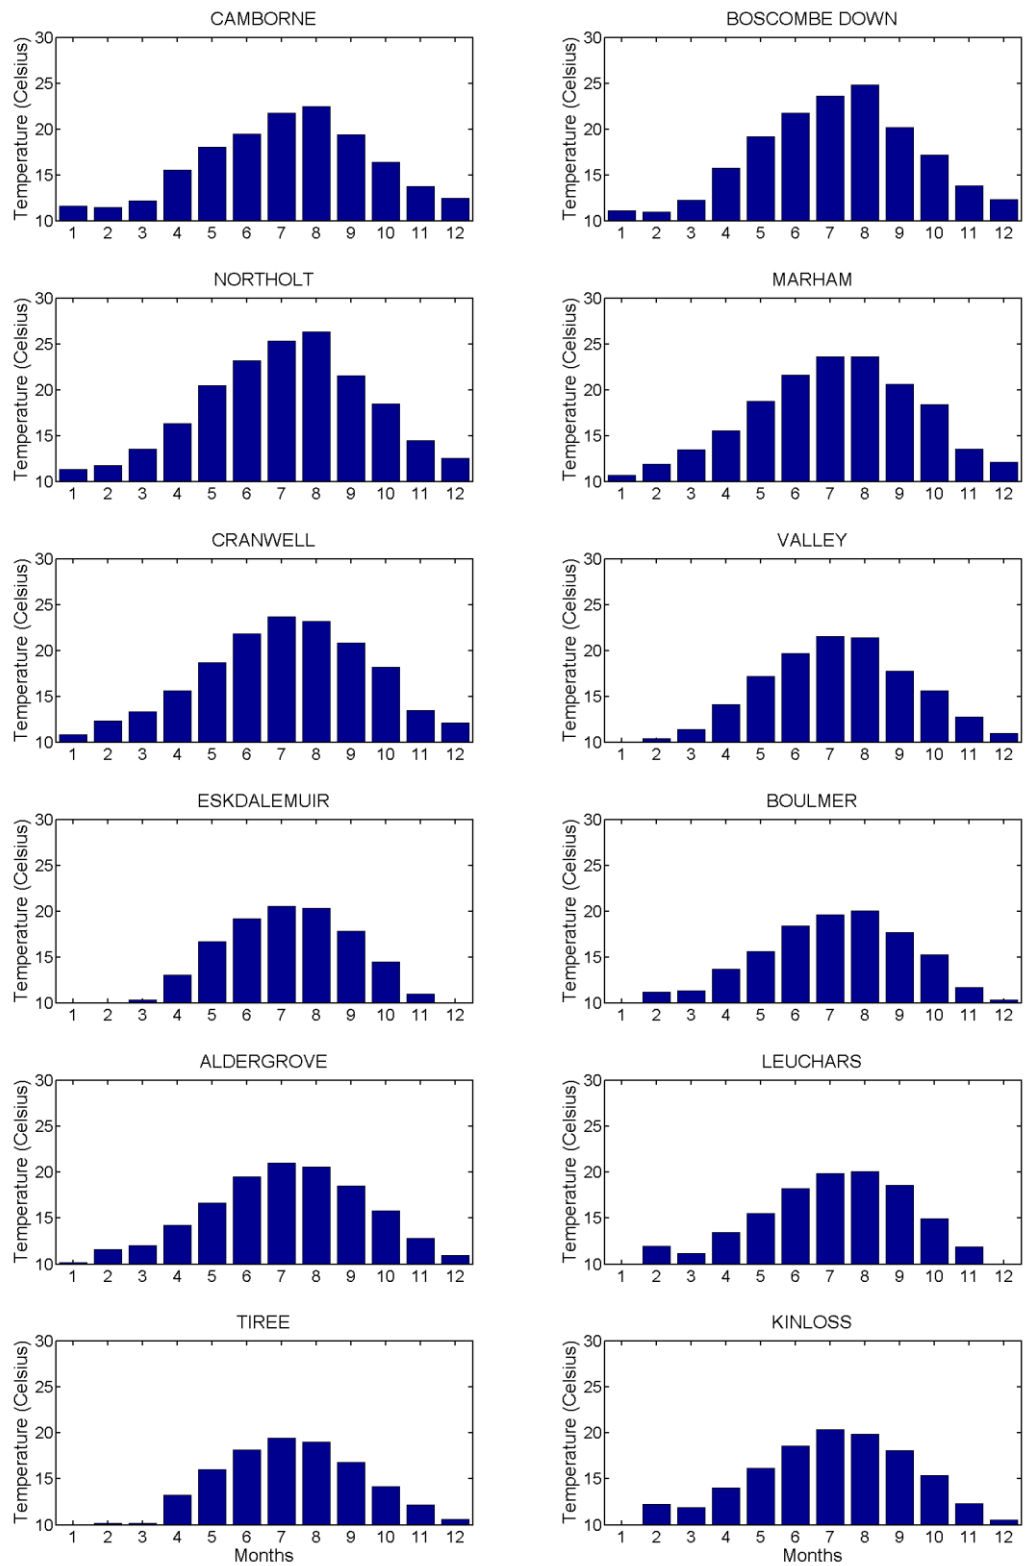 CAMBORNE
Temperature (Celsius)
30
25
20
15
10
1 2 3 4 5 6 7 8 9 10 11 12
BOSCOMBE DOWN
Temperature (Celsius)
30
25
20
15
10
1 2 3 4 5 6 7 8 9 10 11 12
NORTHOLT
Temperature (Celsius)
30
25
20
15
10
1 2 3 4 5 6 7 8 9 10 11 12
MARHAM
Temperature (Celsius)
30
25
20
15
10
1 2 3 4 5 6 7 8 9 10 11 12
CRANWELL
Temperature (Celsius)
30
25
20
15
10
1 2 3 4 5 6 7 8 9 10 11 12
VALLEY
Temperature (Celsius)
30
25
20
15
10
1 2 3 4 5 6 7 8 9 10 11 12
ESKDALEMUIR
Temperature (Celsius)
30
25
20
15
10
1 2 3 4 5 6 7 8 9 10 11 12
BOULMER
Temperature (Celsius)
30
25
20
15
10
1 2 3 4 5 6 7 8 9 10 11 12
ALDERGROVE
Temperature (Celsius)
30
25
20
15
10
1 2 3 4 5 6 7 8 9 10 11 12
LEUCHARS
Temperature (Celsius)
30
25
20
15
10
1 2 3 4 5 6 7 8 9 10 11 12
TIREE
Temperature (Celsius)
30
25
20
15
10
1 2 3 4 5 6 7 8 9 10 11 12
Months
KINLOSS
Temperature (Celsius)
30
25
20
15
10
1 2 3 4 5 6 7 8 9 10 11 12
Months